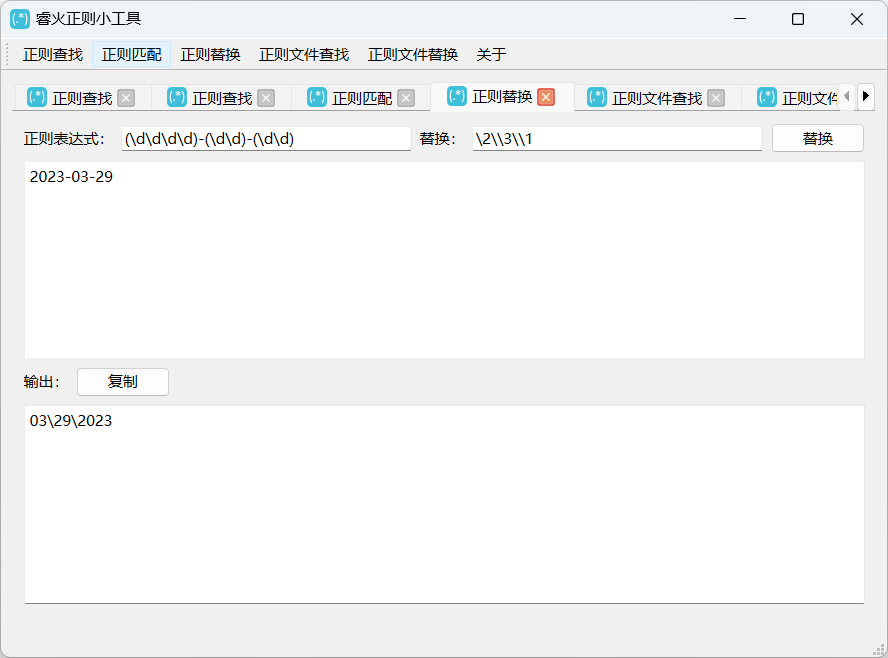 (.*) 睿火正则小工具
正则查找 正则匹配 正则替换 正则文件查找 正则文件替换 关于
(.*) 正则查找 (.*) 正则查找 (.*) 正则匹配 (.*) 正则替换 (.*) 正则文件查找 (.*) 正则文件
正则表达式： (\d\d\d\d)-(\d\d)-(\d\d) 替换： \2\\3\\1 替换
2023-03-29
输出： 复制
03\29\2023